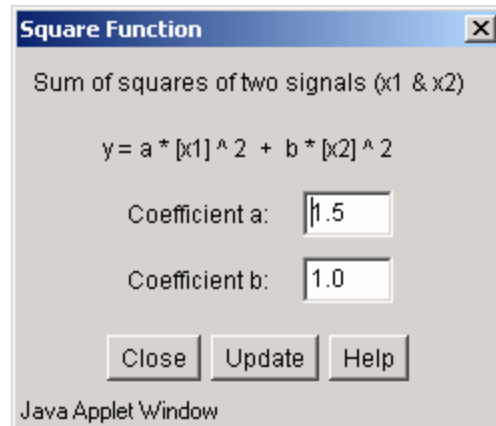 Square Function
Sum of squares of two signals (x1 & x2)
y = a * [x1] ^ 2 + b * [x2] ^ 2
Coefficient a: 1.5
Coefficient b: 1.0
Close Update Help
Java Applet Window